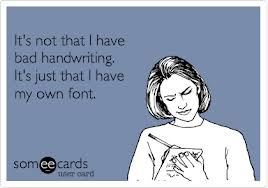 It's not that I have
bad handwriting.
It's just that I have
my own font.
someecards
user card